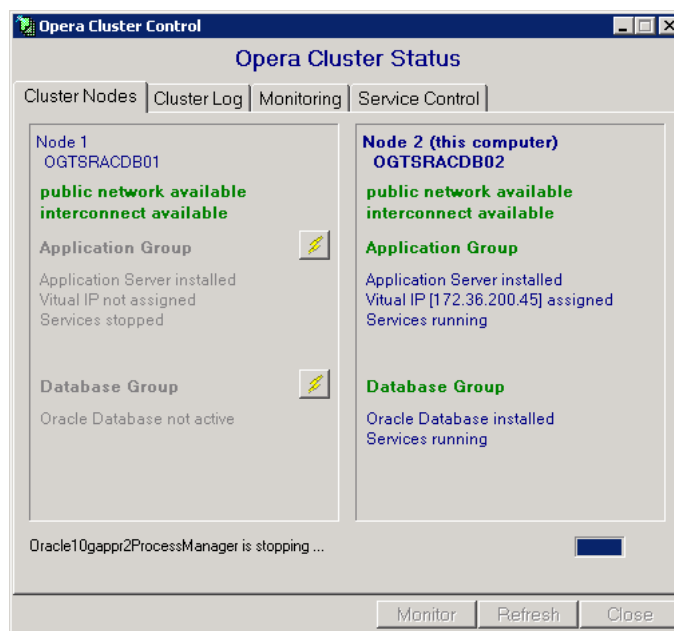 Opera Cluster Control
Opera Cluster Status
Cluster Nodes
Cluster Log
Monitoring
Service Control
Node 1
OGTSRACDB01
public network available
interconnect available
Application Group
Application Server installed
Vitual IP not assigned
Services stopped
Database Group
Oracle Database not active
Node 2 (this computer)
OGTSRACDB02
public network available
interconnect available
Application Group
Application Server installed
Vitual IP [172.36.200.45] assigned
Services running
Database Group
Oracle Database installed
Services running
Oracle10gappr2ProcessManager is stopping ...
Monitor
Refresh
Close